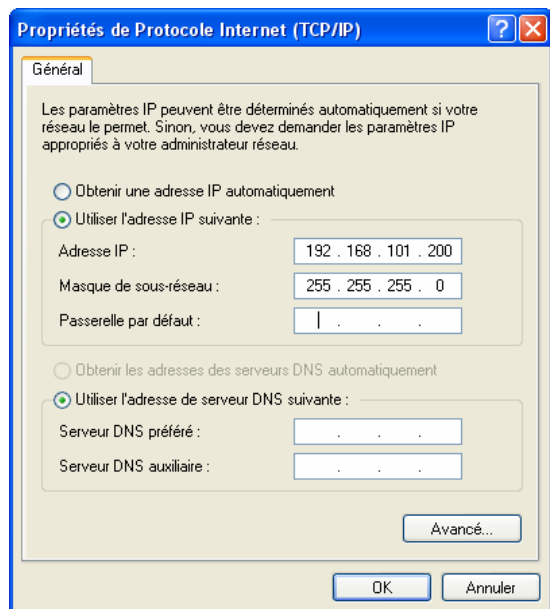 Propriétés de Protocole Internet (TCP/IP)
Général
Les paramètres IP peuvent être déterminés automatiquement si votre
réseau le permet. Sinon, vous devez demander les paramètres IP
appropriés à votre administrateur réseau.
Obtenir une adresse IP automatiquement
Utiliser l'adresse IP suivante :
Adresse IP : 192 . 168 . 101 . 200
Masque de sous-réseau : 255 . 255 . 255 . 0
Passerelle par défaut : . . .
Obtenir les adresses des serveurs DNS automatiquement
Utiliser l'adresse de serveur DNS suivante :
Serveur DNS préféré : . . .
Serveur DNS auxiliaire : . . .
Avancé...
OK Annuler